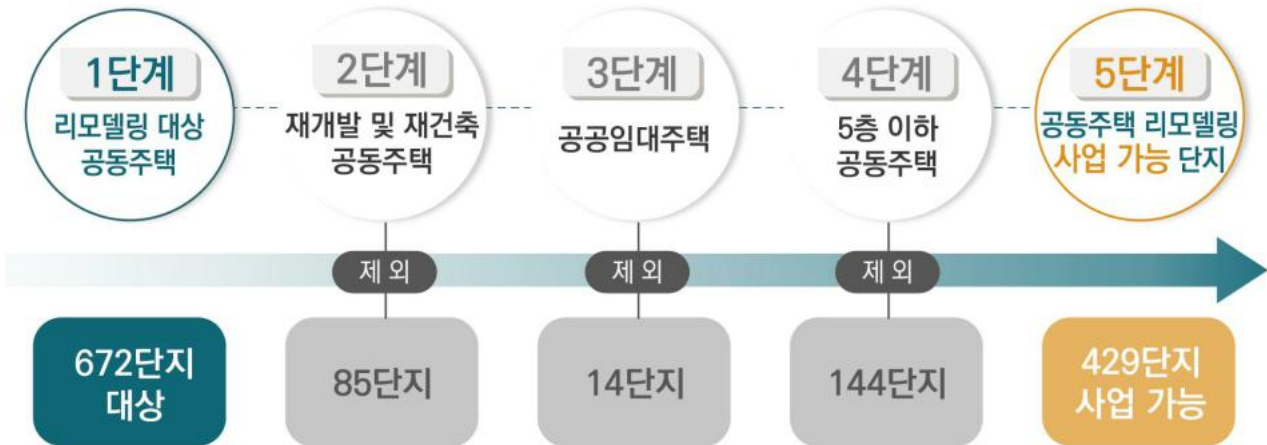 1단계
리모델링 대상
공동주택
2단계
재개발 및 재건축
공동주택
3단계
공공임대주택
4단계
5층 이하
공동주택
5단계
공동주택 리모델링
사업 가능 단지
제 외
제 외
제 외
672단지
대상
85단지
14단지
144단지
429단지
사업 가능